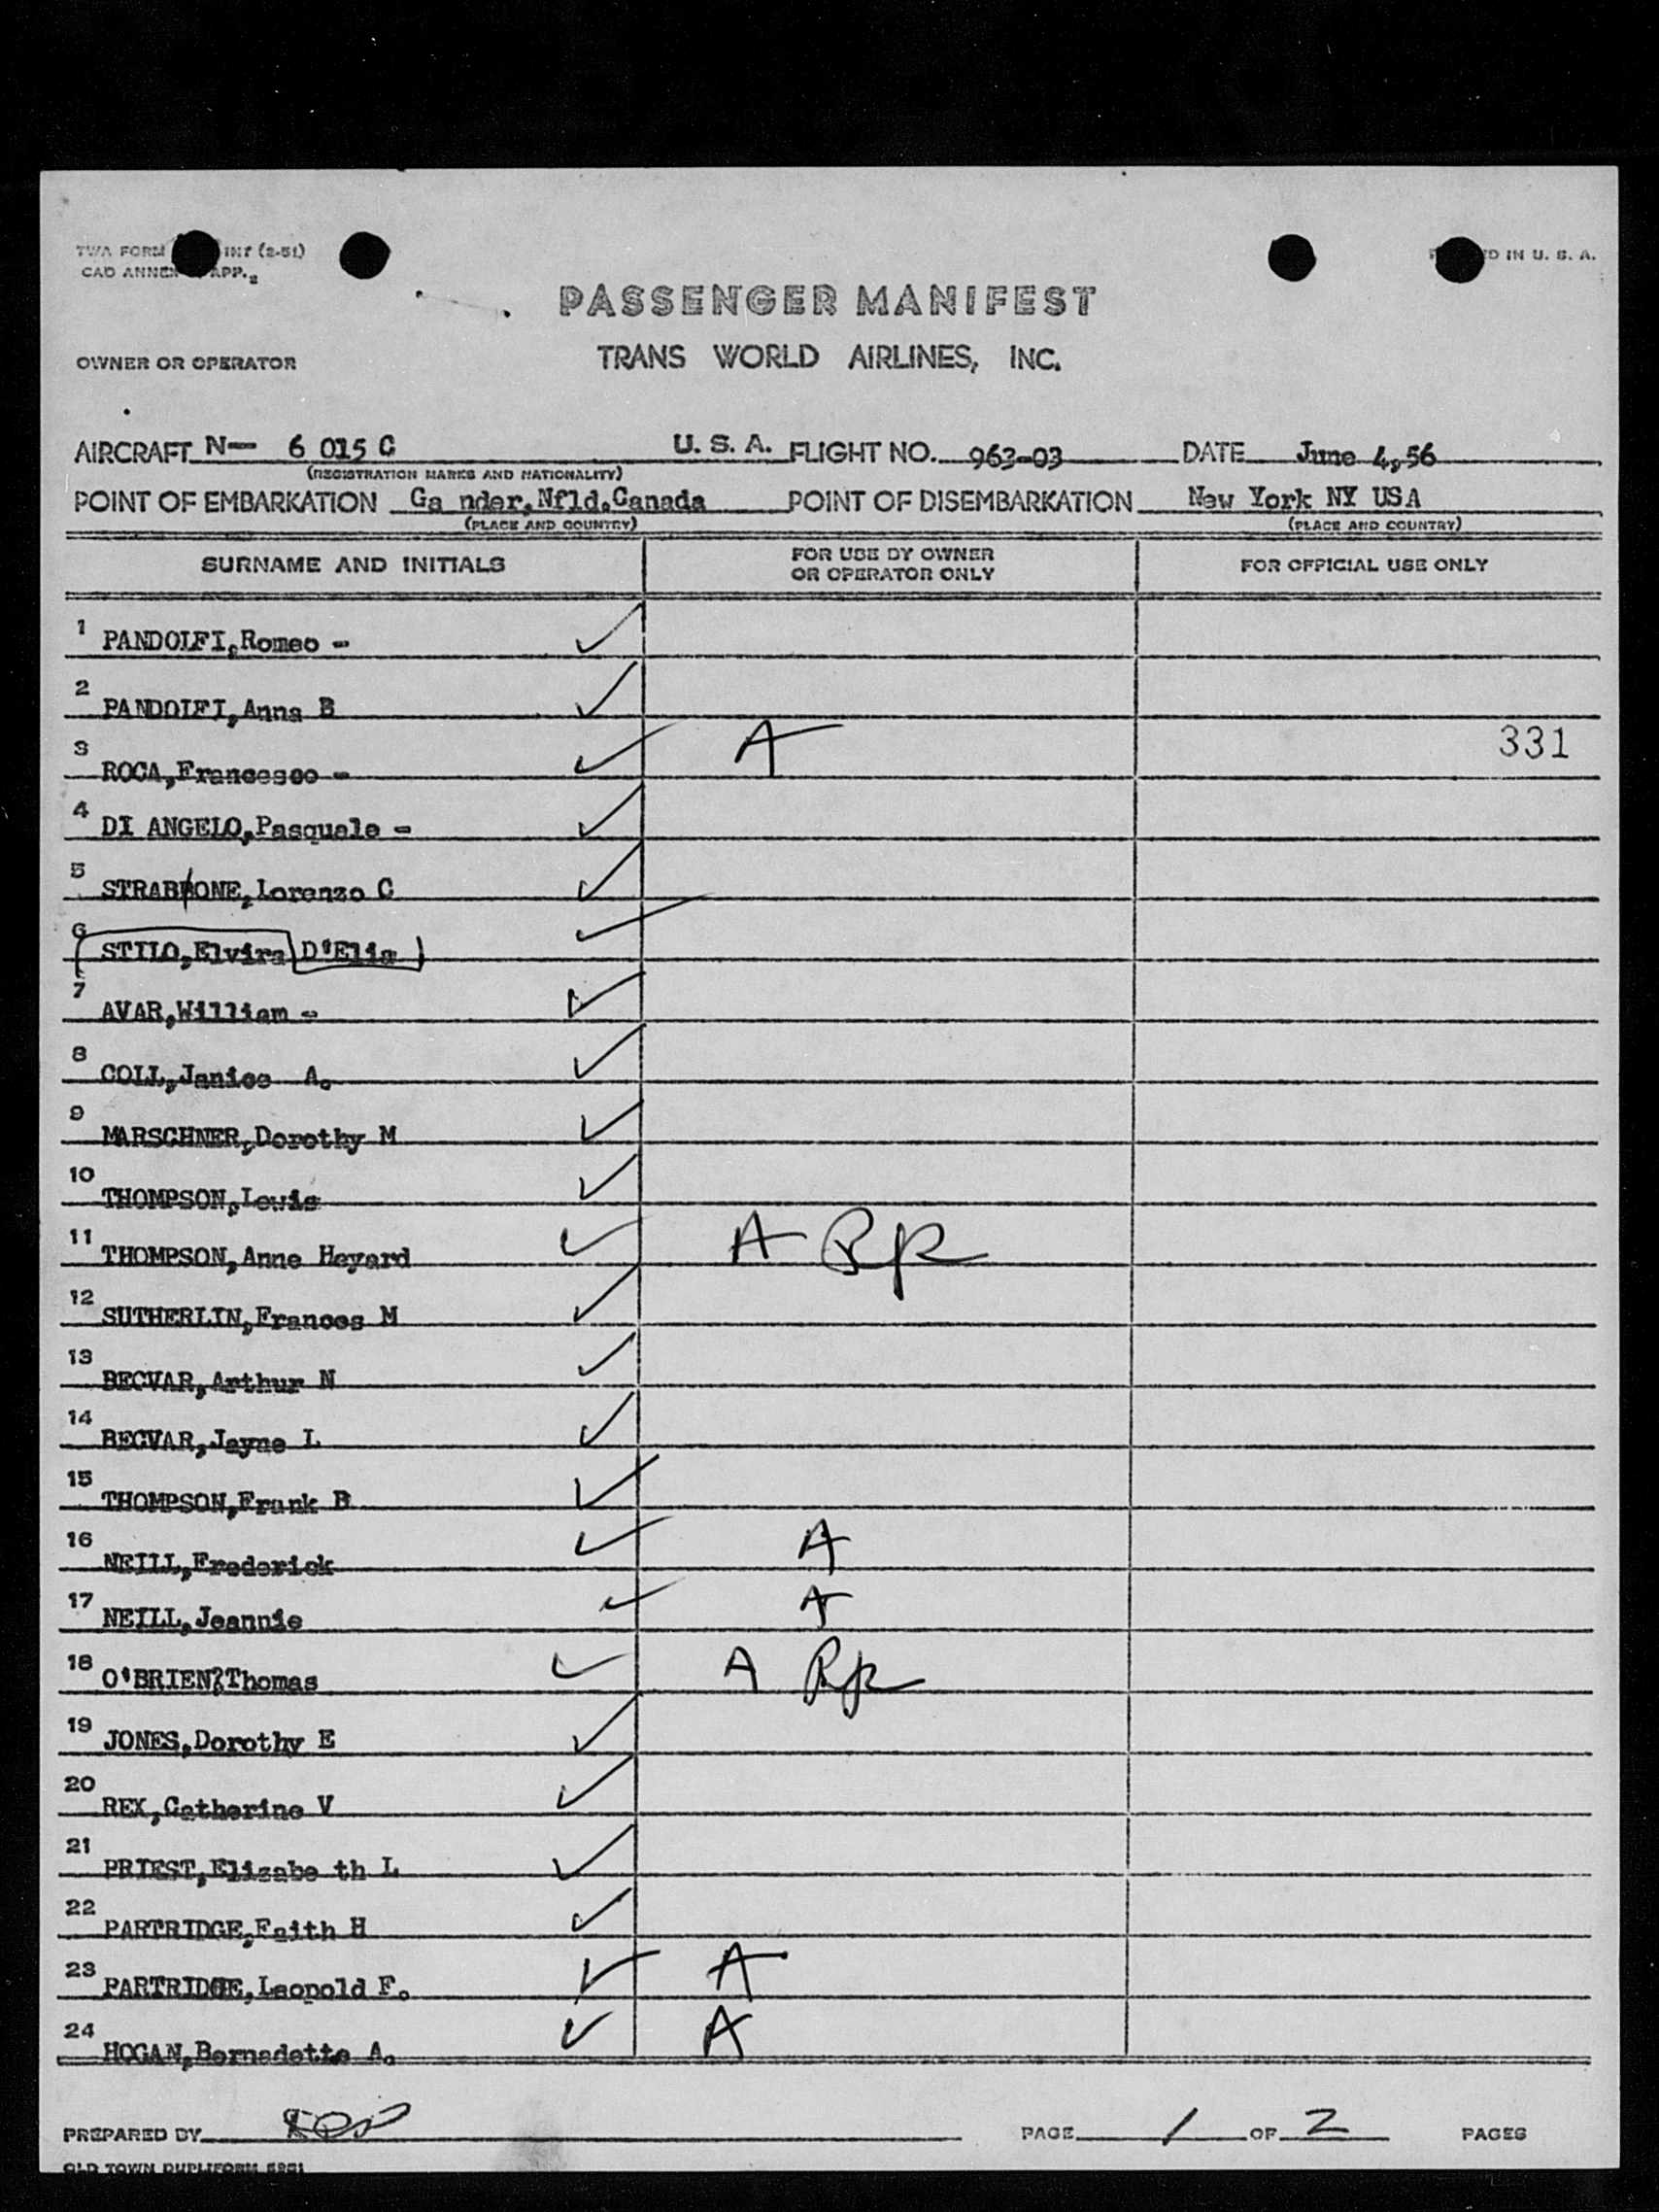 TWA FORM INT (2-51)
CAD ANNEX APP. 2
D IN U. S. A.
PASSENGER MANIFEST
OWNER OR OPERATOR TRANS WORLD AIRLINES, INC.
AIRCRAFT N- 6 015 C U. S. A. FLIGHT NO. 963-03 DATE June 4,56
(REGISTRATION MARKS AND NATIONALITY)
POINT OF EMBARKATION Ga nder,Nfld.Canada POINT OF DISEMBARKATION New York NY USA
(PLACE AND COUNTRY) (PLACE AND COUNTRY)
SURNAME AND INITIALS FOR USE BY OWNER OR OPERATOR ONLY FOR OFFICIAL USE ONLY
1 PANDOLFI,Romeo - ✓
2 PANDOLFI,Anna B ✓
3 ROCA,Francesco - ✓ A 331
4 DI ANGELO,Pasquale - ✓
5 STRABBONE,Lorenzo C ✓
6 STILO,Elvira D'Elia ✓
7 AVAR,William - ✓
8 COLL,Janice A. ✓
9 MARSCHNER,Dorothy M ✓
10 THOMPSON,Louis ✓
11 THOMPSON,Anne Heyard ✓ A
12 SUTHERLIN,Frances M ✓
13 BECVAR,Arthur N ✓
14 BECVAR,Jayne L ✓
15 THOMPSON,Frank B ✓
16 NEILL,Frederick ✓ A
17 NEILL,Jeannie ✓ A
18 O'BRIEN?Thomas ✓ A
19 JONES,Dorothy E ✓
20 REX,Catherine V ✓
21 PRIEST,Elizabe th L ✓
22 PARTRIDGE,Faith H ✓
23 PARTRIDGE,Leopold F. ✓ A
24 HOGAN,Bernadette A. ✓ A
PREPARED BY PAGE 1 OF 2 PAGES
OLD TOWN DUPLIFORM